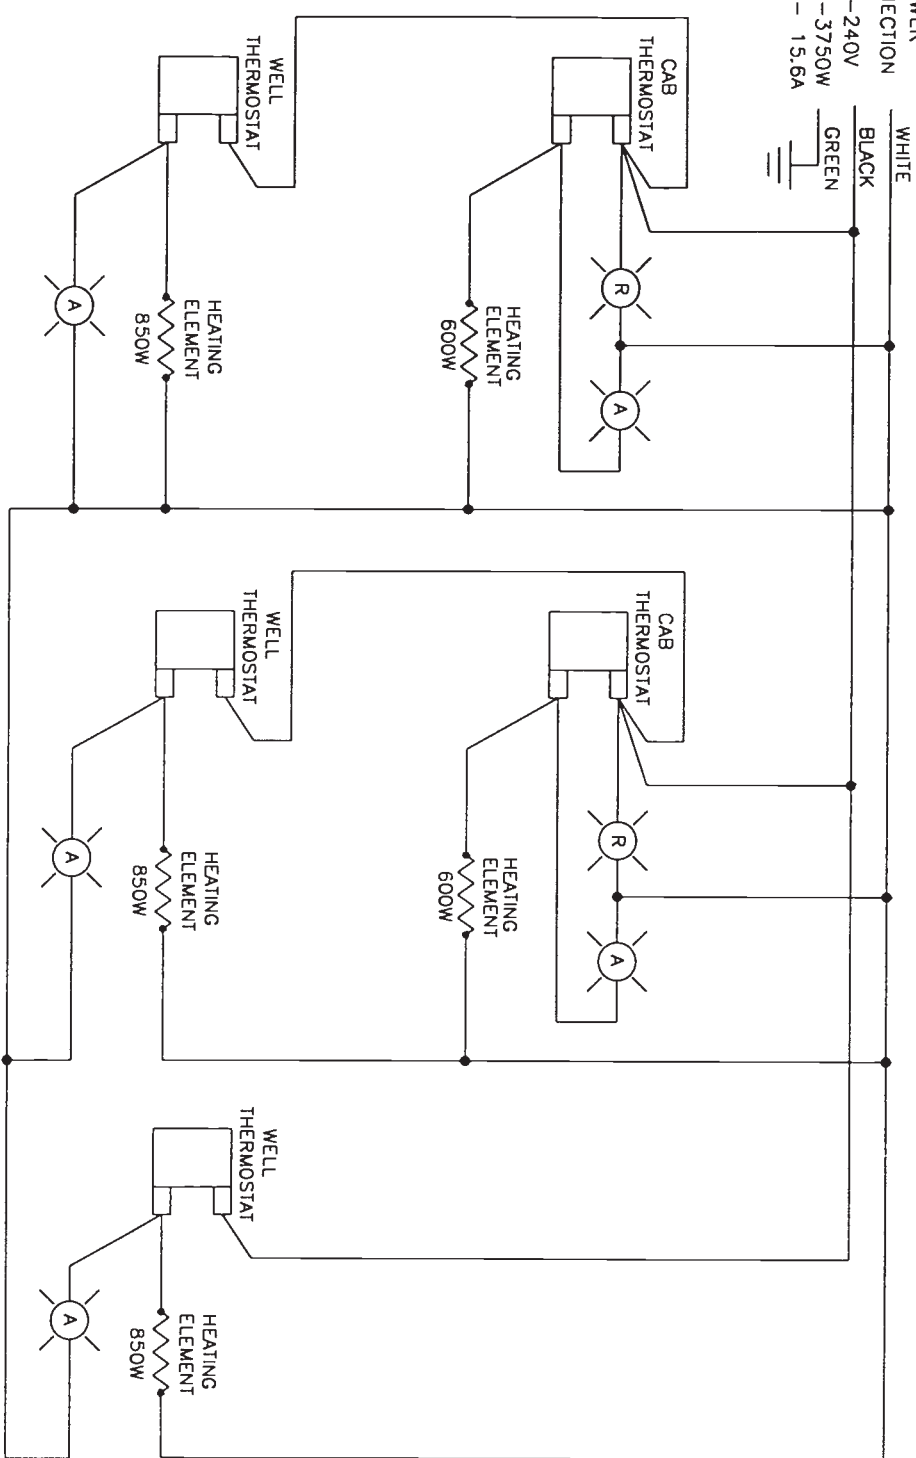 WHITE
BLACK
GREEN
-240V
-3750W
- 15.6A
CAB
THERMOSTAT
WELL
THERMOSTAT
R
A
HEATING
ELEMENT
600W
HEATING
ELEMENT
850W
A
CAB
THERMOSTAT
WELL
THERMOSTAT
R
A
HEATING
ELEMENT
600W
HEATING
ELEMENT
850W
A
WELL
THERMOSTAT
HEATING
ELEMENT
850W
A